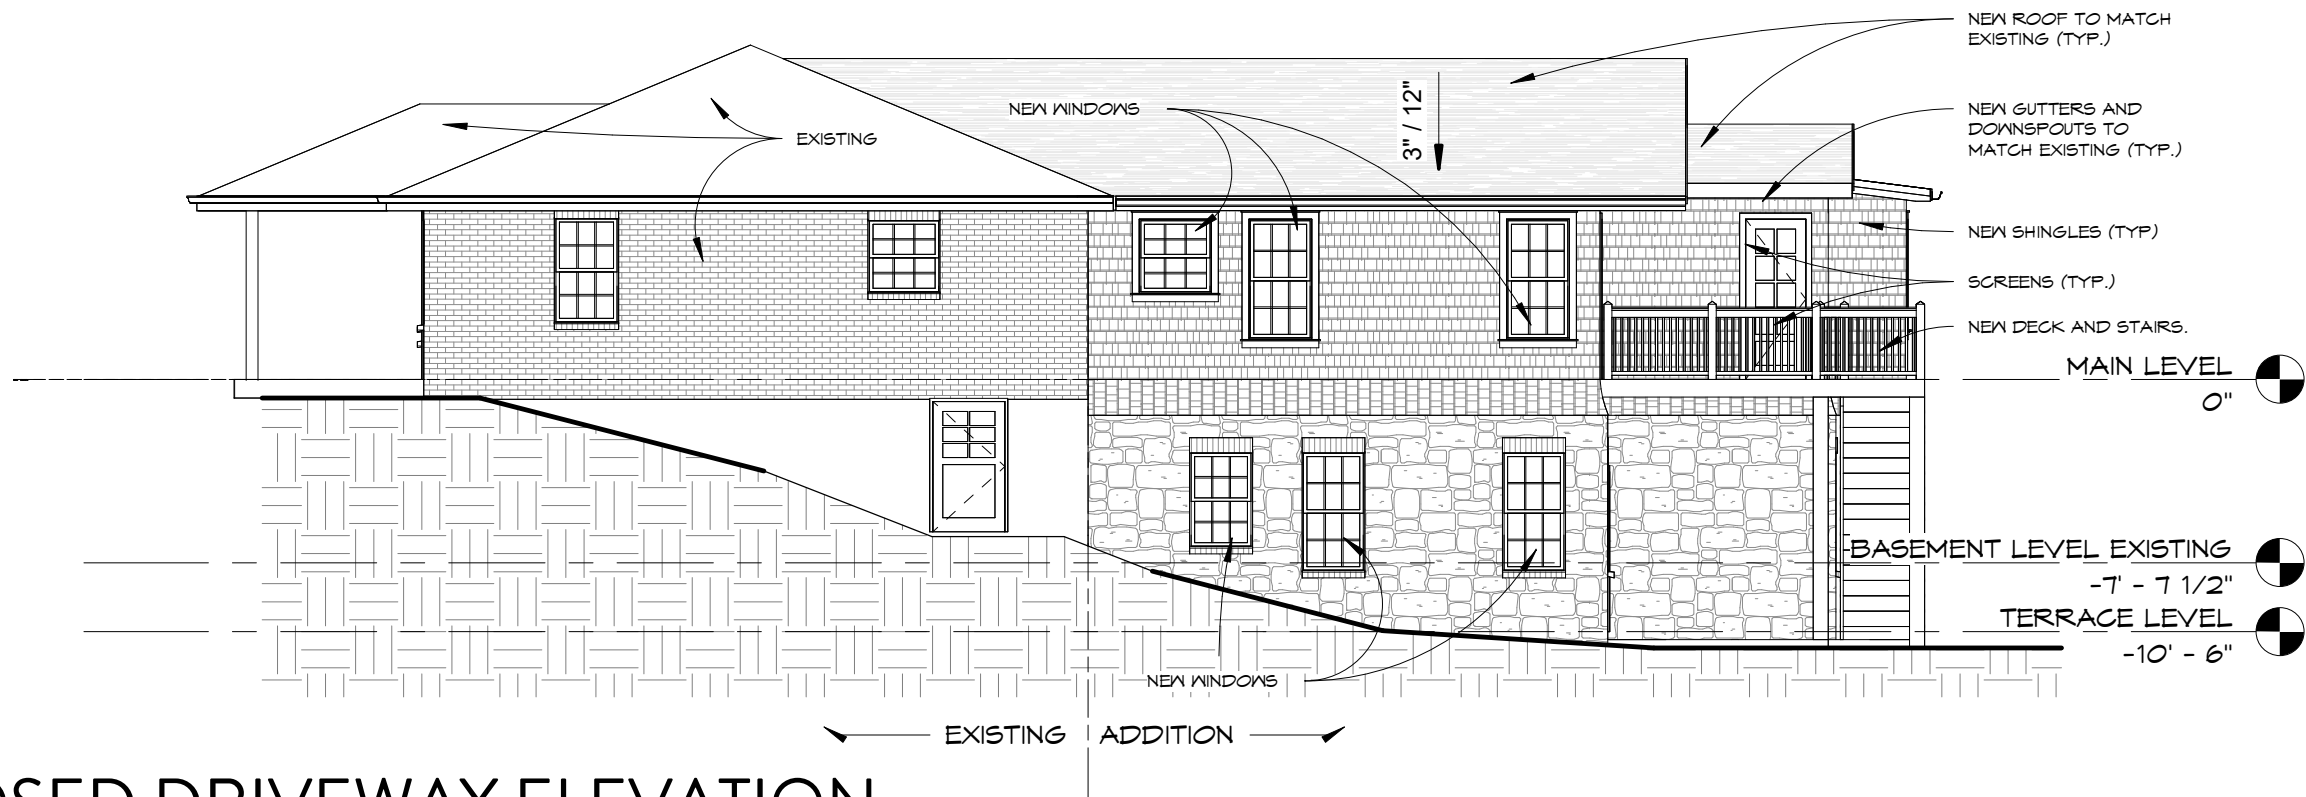 NEW ROOF TO MATCH
EXISTING (TYP.)
NEW WINDOWS
3" / 12"
NEW GUTTERS AND
DOWNSPOUTS TO
MATCH EXISTING (TYP.)
EXISTING
NEW SHINGLES (TYP)
SCREENS (TYP.)
NEW DECK AND STAIRS.
MAIN LEVEL
0"
BASEMENT LEVEL EXISTING
-7' - 7 1/2"
TERRACE LEVEL
-10' - 6"
NEW WINDOWS
EXISTING ADDITION
DRIVEWAY ELEVATION